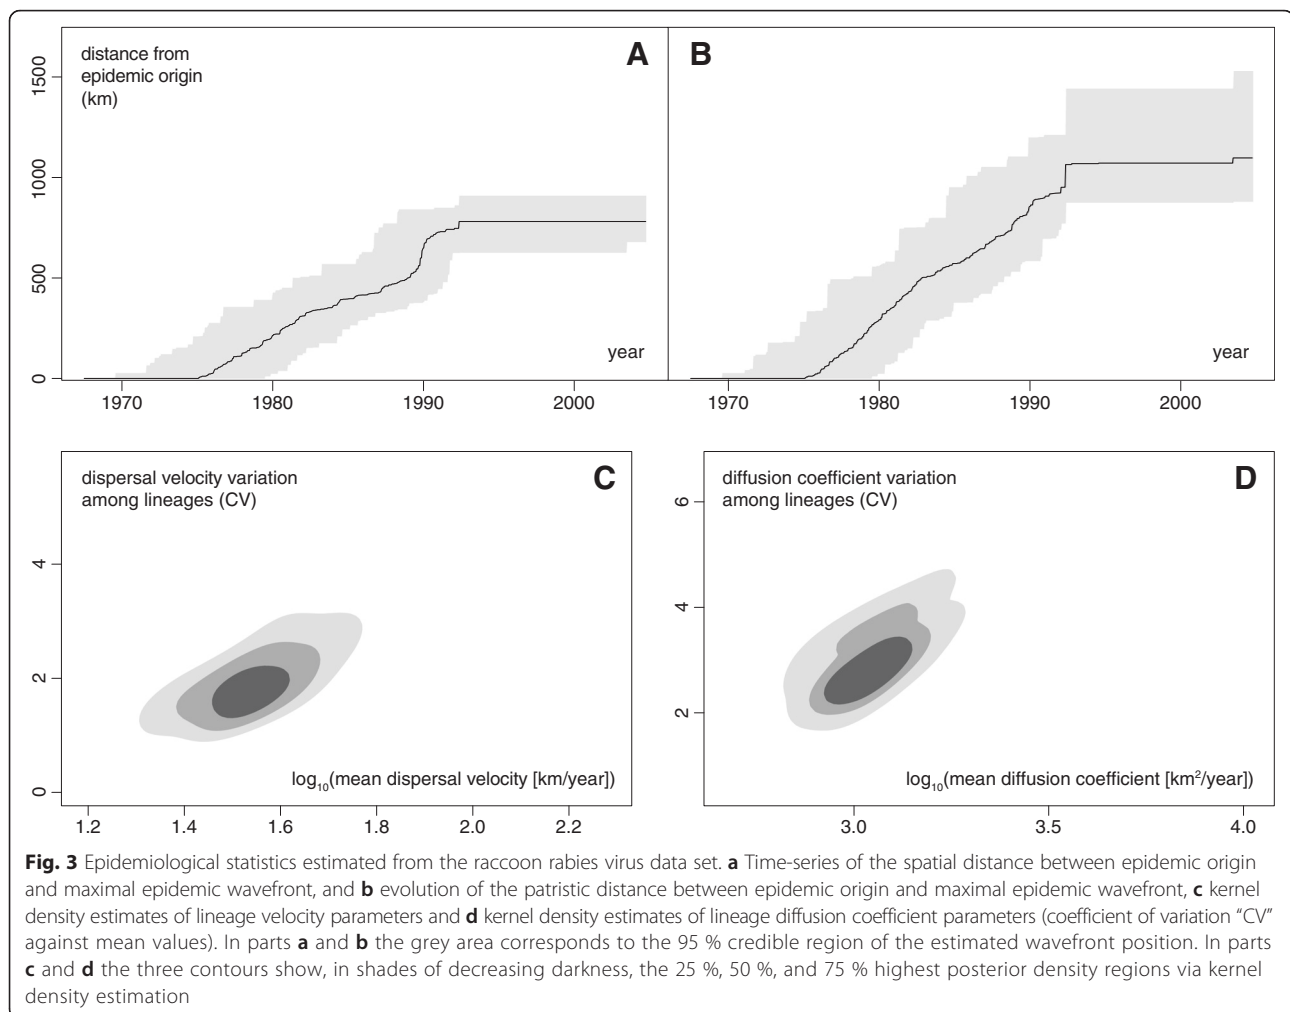 distance from
epidemic origin
(km)
A
B
1500
1000
500
0
year
year
1970
1980
1990
2000
1970
1980
1990
2000
dispersal velocity variation
among lineages (CV)
C
4
2
0
log10(mean dispersal velocity [km/year])
1.2
1.4
1.6
1.8
2.0
2.2
diffusion coefficient variation
among lineages (CV)
D
6
4
2
log10(mean diffusion coefficient [km²/year])
3.0
3.5
4.0
Fig. 3 Epidemiological statistics estimated from the raccoon rabies virus data set. a Time-series of the spatial distance between epidemic origin
and maximal epidemic wavefront, and b evolution of the patristic distance between epidemic origin and maximal epidemic wavefront, c kernel
density estimates of lineage velocity parameters and d kernel density estimates of lineage diffusion coefficient parameters (coefficient of variation “CV”
against mean values). In parts a and b the grey area corresponds to the 95 % credible region of the estimated wavefront position. In parts
c and d the three contours show, in shades of decreasing darkness, the 25 %, 50 %, and 75 % highest posterior density regions via kernel
density estimation